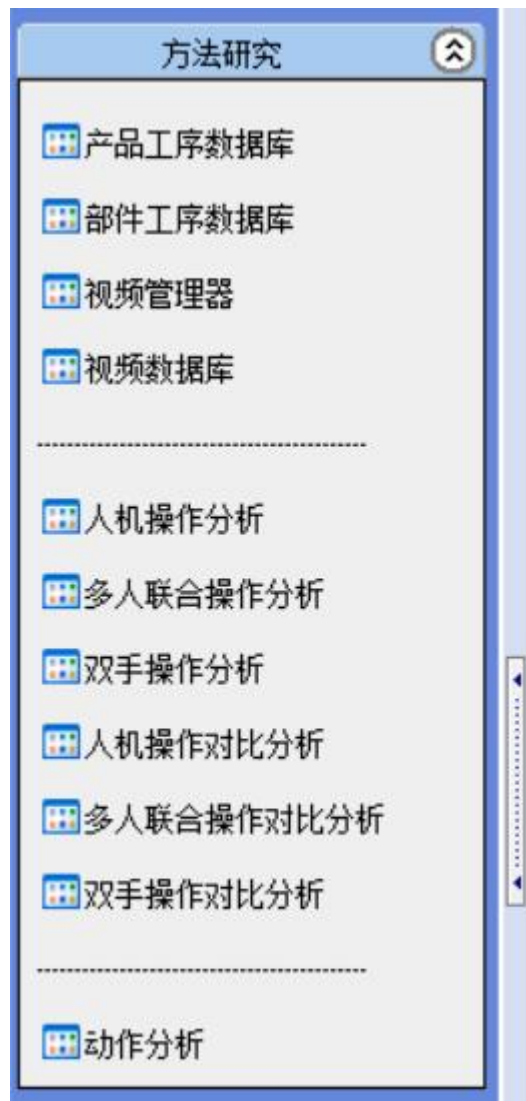 方法研究
产品工序数据库
部件工序数据库
视频管理器
视频数据库
人机操作分析
多人联合操作分析
双手操作分析
人机操作对比分析
多人联合操作对比分析
双手操作对比分析
动作分析